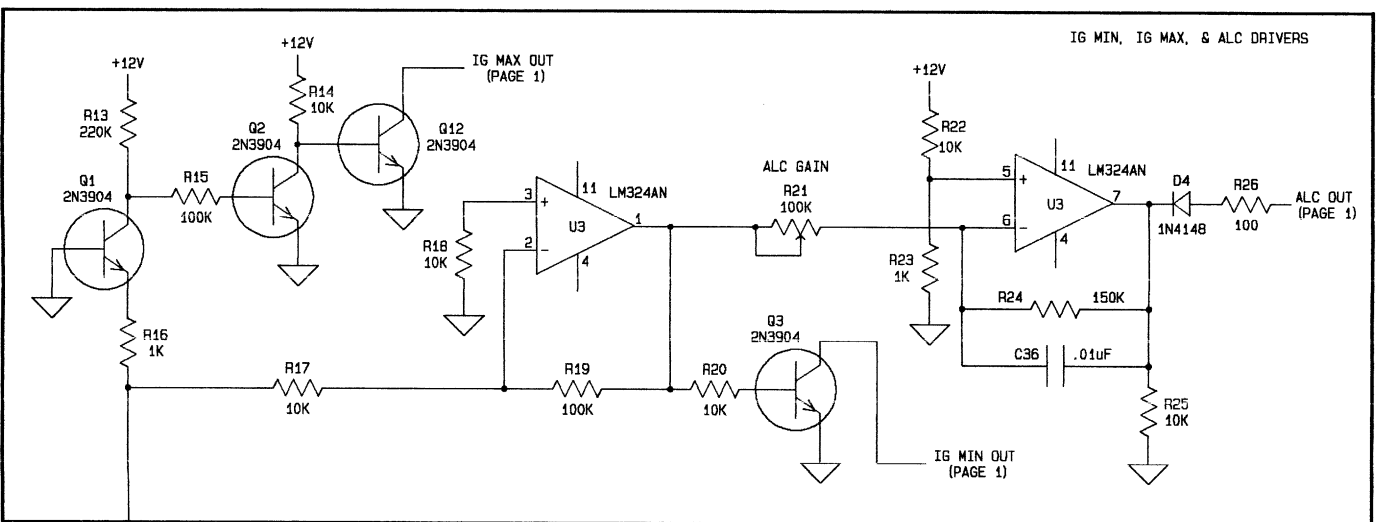 IG MIN, IG MAX, & ALC DRIVERS
+12V
R13
220K
+12V
R14
10K
IG MAX OUT
(PAGE 1)
Q1
2N3904
R15
100K
Q2
2N3904
Q12
2N3904
R16
1K
R17
10K
R18
10K
3
+
2
-
11
LM324AN
U3
1
4
R19
100K
R20
10K
ALC GAIN
R21
100K
Q3
2N3904
IG MIN OUT
(PAGE 1)
+12V
R22
10K
R23
1K
5
+
6
-
11
LM324AN
U3
7
4
R24
150K
C36
.01uF
D4
1N4148
R26
100
ALC OUT
(PAGE 1)
R25
10K